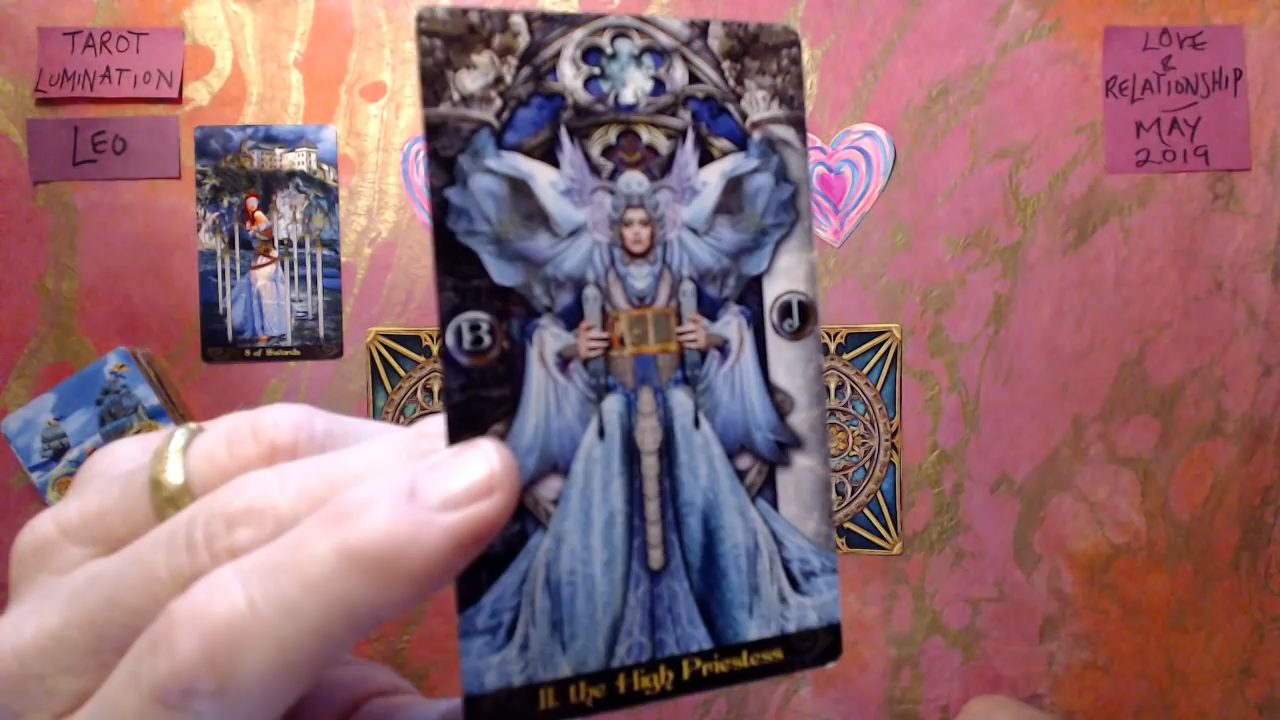 TAROT
LUMINATION
LEO
LOVE
&
RELATIONSHIP
MAY
2019
B
J
8 of Swords
II. the High Priestess